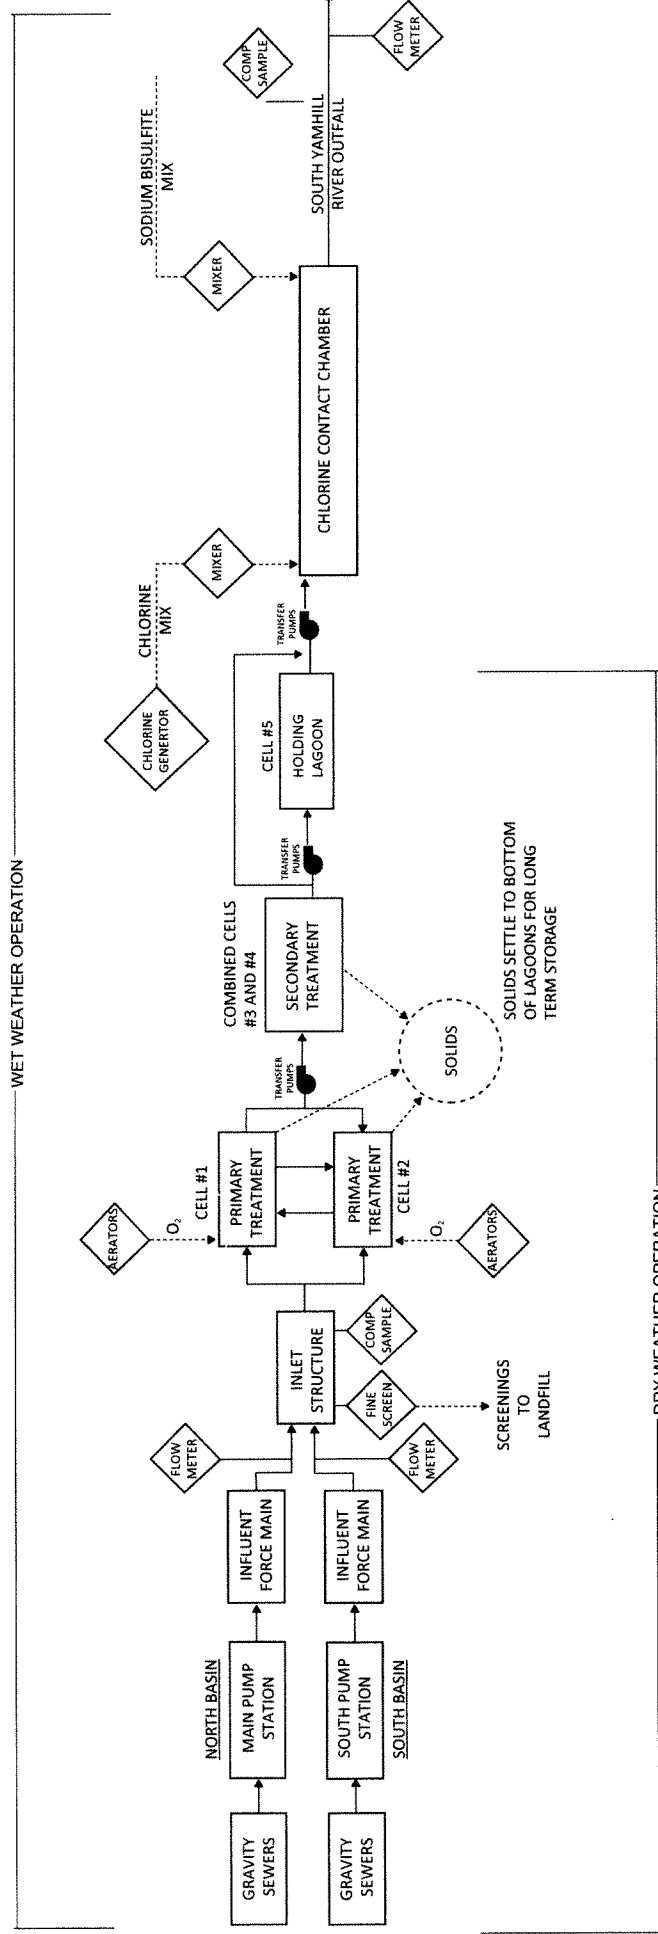 WET WEATHER OPERATION
GRAVITY
SEWERS
NORTH BASIN
MAIN PUMP
STATION
INFLUENT
FORCE MAIN
FLOW
METER
GRAVITY
SEWERS
SOUTH PUMP
STATION
SOUTH BASIN
INFLUENT
FORCE MAIN
FLOW
METER
INLET
STRUCTURE
FINE
SCREEN
COMP
SAMPLE
SCREENINGS
TO
LANDFILL
AERATORS
O₂
CELL #1
PRIMARY
TREATMENT
PRIMARY
TREATMENT
CELL #2
O₂
AERATORS
TRANSFER
PUMPS
COMBINED CELLS
#3 AND #4
SECONDARY
TREATMENT
SOLIDS
SOLIDS SETTLE TO BOTTOM
OF LAGOONS FOR LONG
TERM STORAGE
TRANSFER
PUMPS
CELL #5
HOLDING
LAGOON
TRANSFER
PUMPS
CHLORINE
GENERTOR
CHLORINE
MIX
MIXER
CHLORINE CONTACT CHAMBER
MIXER
SODIUM BISULFITE
MIX
SOUTH YAMHILL
RIVER OUTFALL
COMP
SAMPLE
FLOW
METER
DRY WEATHER OPERATION